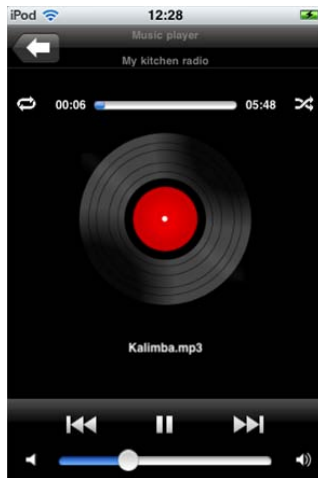 iPod 12:28
Music player
My kitchen radio
00:06 05:48
Kalimba.mp3